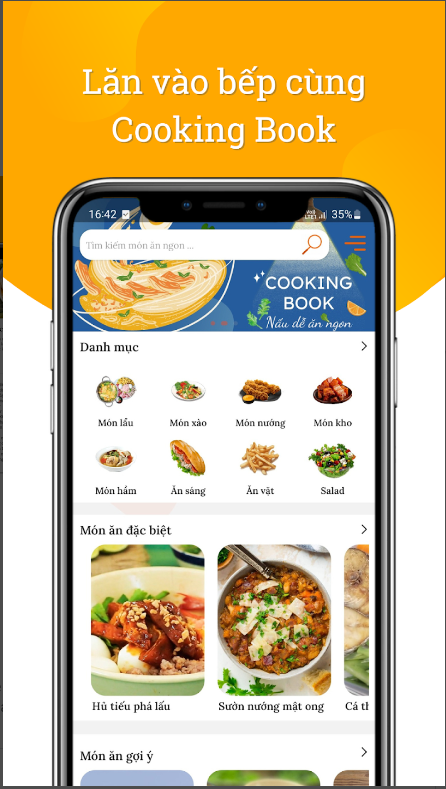 Lăn vào bếp cùng
Cooking Book
16:42
35%
Tìm kiếm món ăn ngon ...
COOKING
BOOK
Nấu dễ ăn ngon
Danh mục
Món lẩu
Món xào
Món nướng
Món kho
Món hầm
Ăn sáng
Ăn vặt
Salad
Món ăn đặc biệt
Hủ tiếu phá lấu
Sườn nướng mật ong
Cá th
Món ăn gợi ý